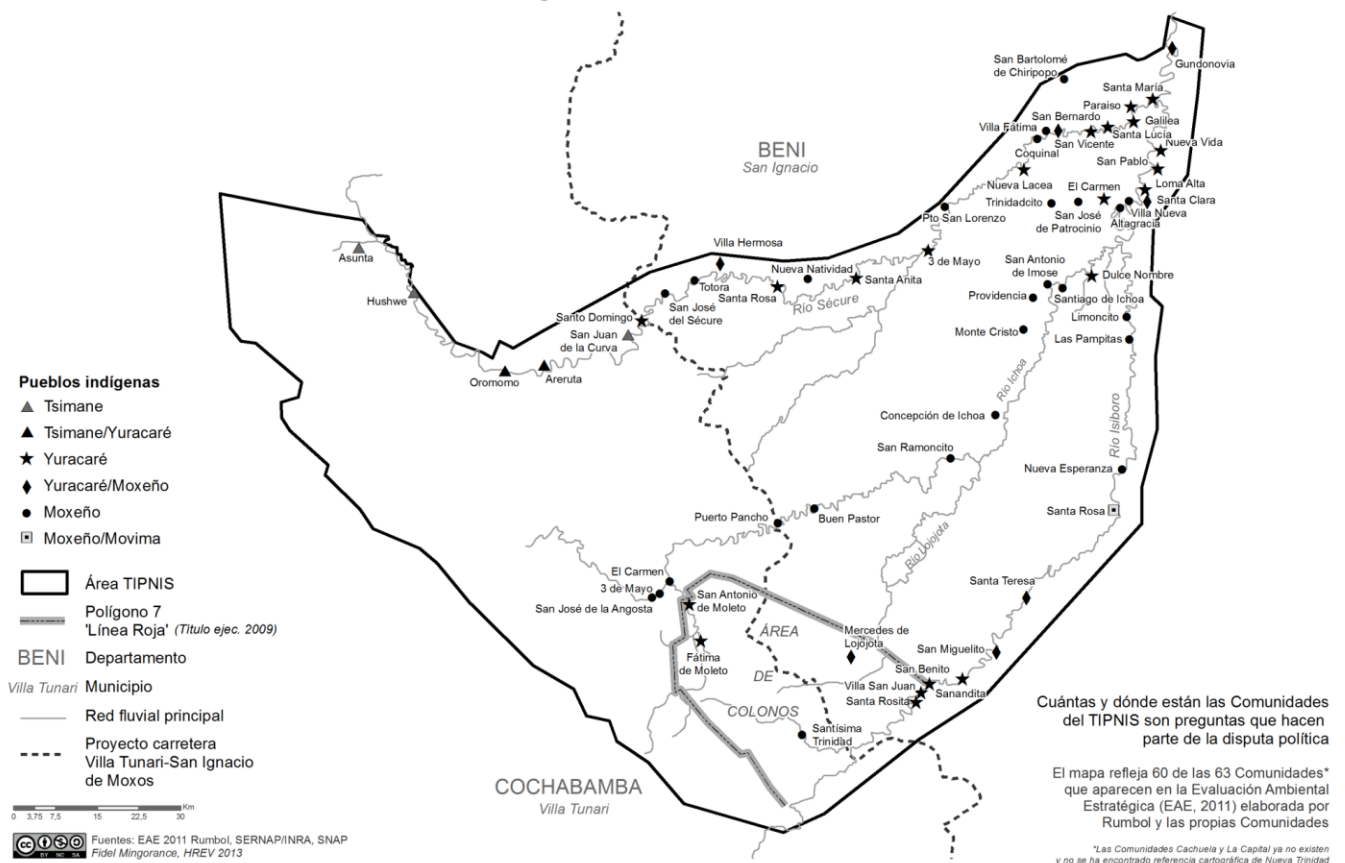 San Bartolomé
de Chiripopo
Gundonovia
Santa María
Paraiso
Galilea
San Bernardo
Villa Fátima
Santa Lucía
San Vicente
Nueva Vida
Coquinal
San Pablo
BENI
San Ignacio
Nueva Lacea
El Carmen
Loma Alta
Trinidadcito
Santa Clara
Pto San Lorenzo
San José
de Patrocinio
Villa Nueva
Altagracia
Villa Hermosa
3 de Mayo
Asunta
San Antonio
de Imose
Nueva Natividad
Santa Anita
Dulce Nombre
Hushwe
Totora
Santa Rosa
Río Sécure
Providencia
Santiago de Ichoa
San José
del Sécure
Limoncito
Santo Domingo
San Juan
de la Curva
Monte Cristo
Las Pampitas
Oromomo
Areruta
Río Ichoa
Concepción de Ichoa
Río Isiboro
San Ramoncito
Nueva Esperanza
Puerto Pancho
Buen Pastor
Santa Rosa
Río Lojojota
El Carmen
3 de Mayo
San José de la Angosta
San Antonio
de Moleto
Santa Teresa
ÁREA
DE
COLONOS
Mercedes de
Lojojota
Fátima
de Moleto
San Miguelito
San Benito
Villa San Juan
Sanandita
Santa Rosita
Santísima
Trinidad
COCHABAMBA
Villa Tunari
Pueblos indígenas
Tsimane
Tsimane/Yuracaré
Yuracaré
Yuracaré/Moxeño
Moxeño
Moxeño/Movima
Área TIPNIS
Polígono 7
'Línea Roja' (Titulo ejec. 2009)
BENI Departamento
Villa Tunari Municipio
Red fluvial principal
Proyecto carretera
Villa Tunari-San Ignacio
de Moxos
Km
0 3,75 7,5 15 22,5 30
CC BY NC SA
Fuentes: EAE 2011 Rumbol, SERNAP/INRA, SNAP
Fidel Mingorance, HREV 2013
Cuántas y dónde están las Comunidades
del TIPNIS son preguntas que hacen
parte de la disputa política
El mapa refleja 60 de las 63 Comunidades*
que aparecen en la Evaluación Ambiental
Estratégica (EAE, 2011) elaborada por
Rumbol y las propias Comunidades
*Las Comunidades Cachuela y La Capital ya no existen
y no se ha encontrado referencia cartográfica de Nueva Trinidad